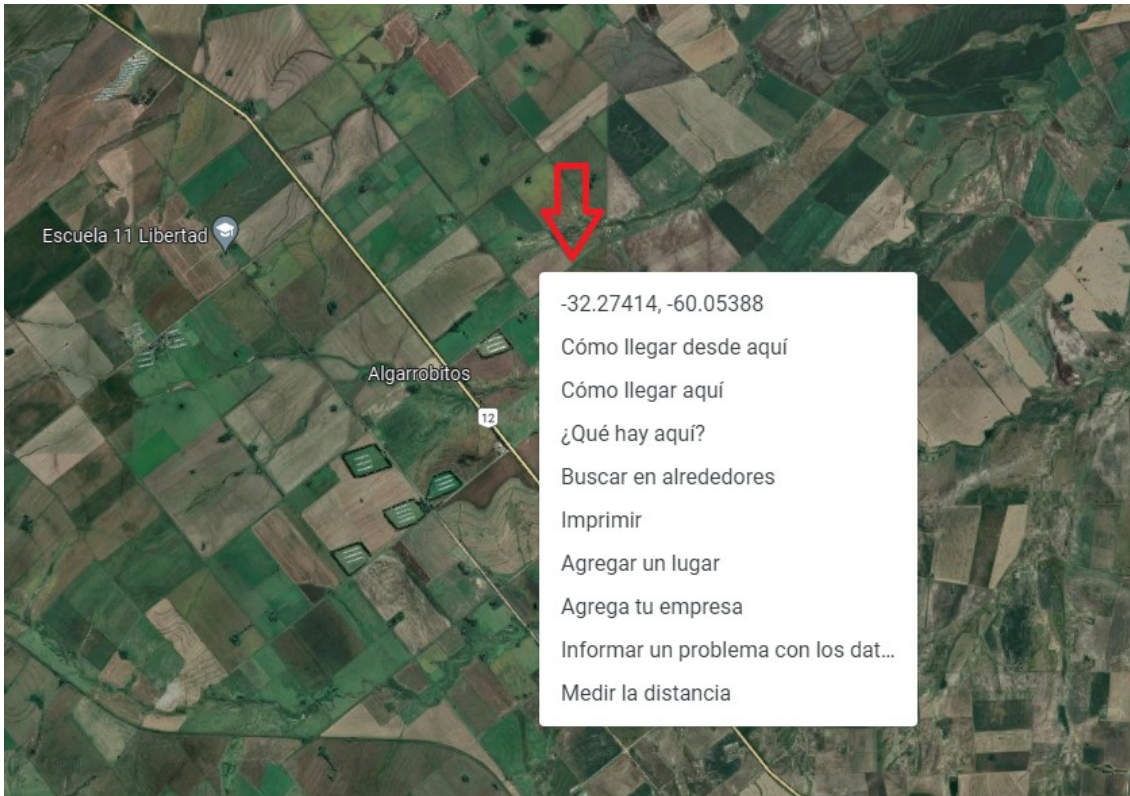 Escuela 11 Libertad
Algarrobitos
12
-32.27414, -60.05388
Cómo llegar desde aquí
Cómo llegar aquí
¿Qué hay aquí?
Buscar en alrededores
Imprimir
Agregar un lugar
Agrega tu empresa
Informar un problema con los dat...
Medir la distancia